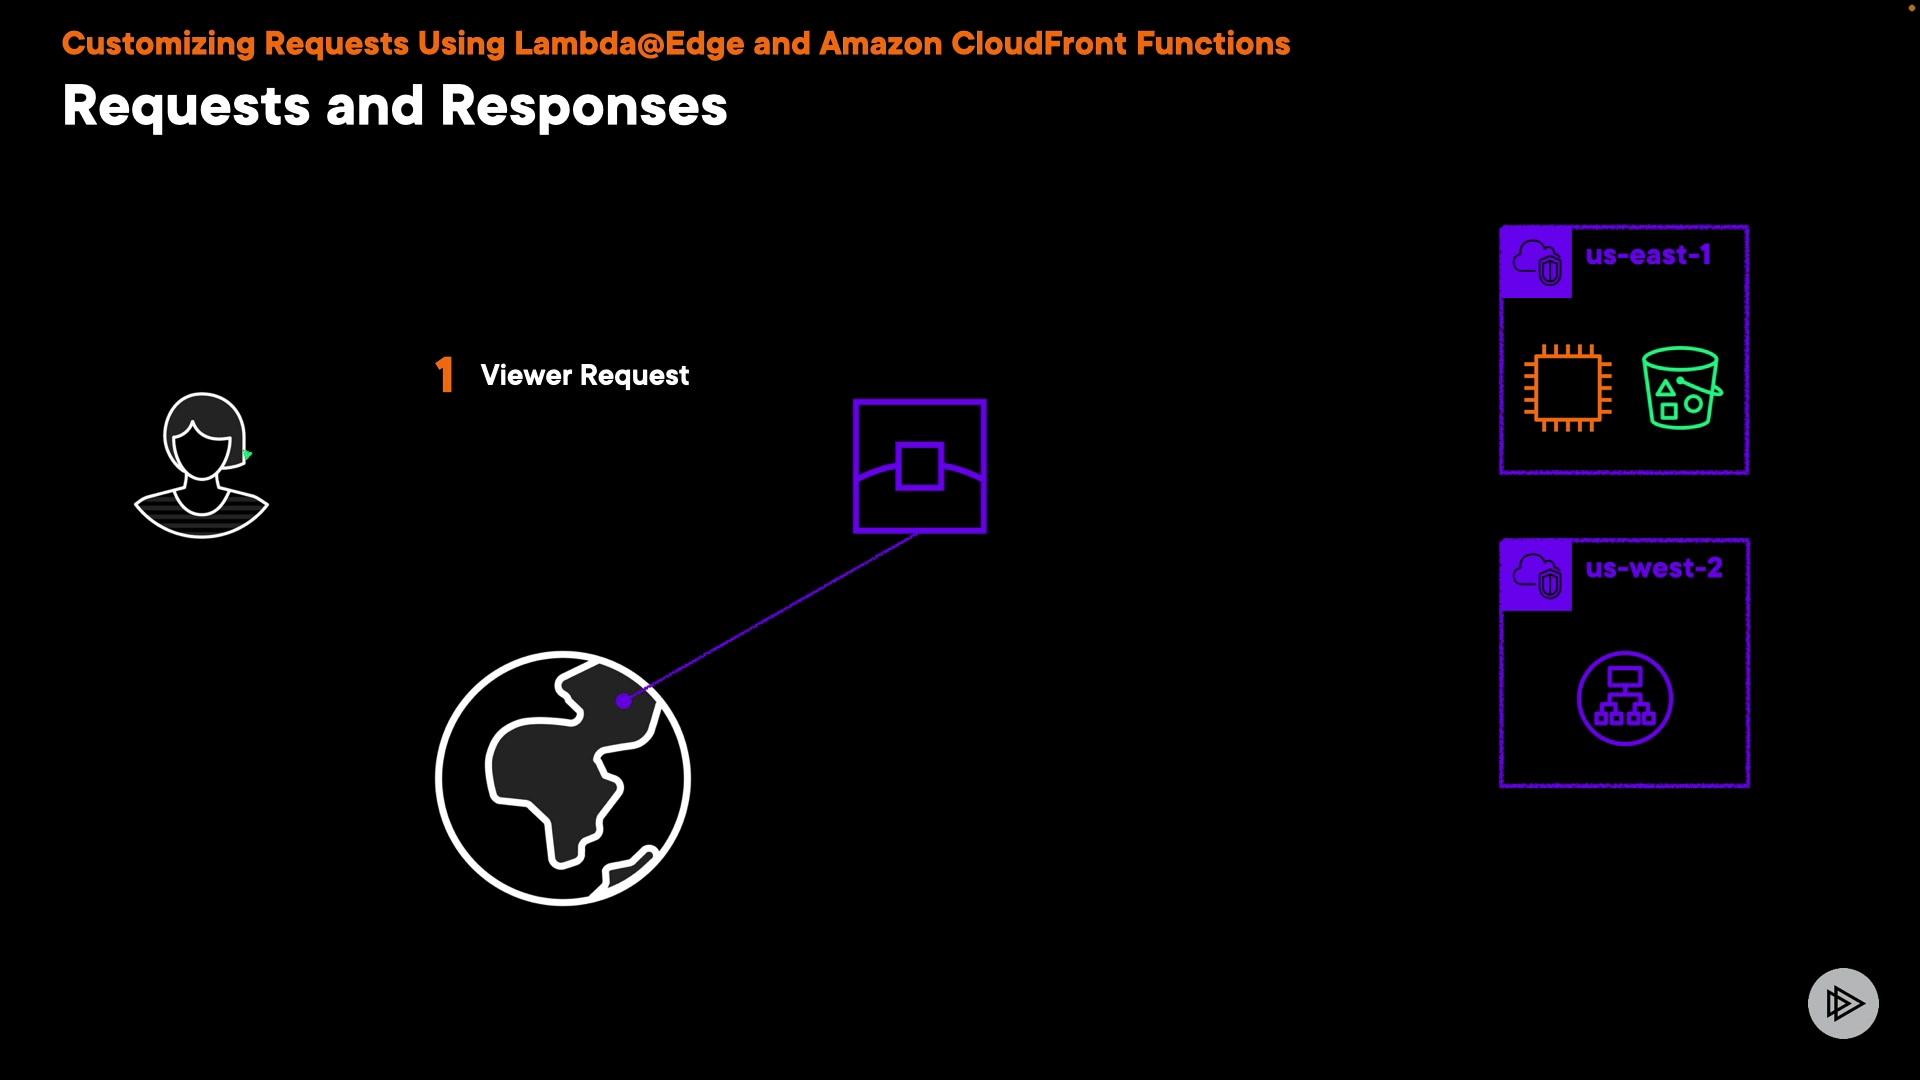 Customizing Requests Using Lambda@Edge and Amazon CloudFront Functions
Requests and Responses
us-east-1
1 Viewer Request
us-west-2